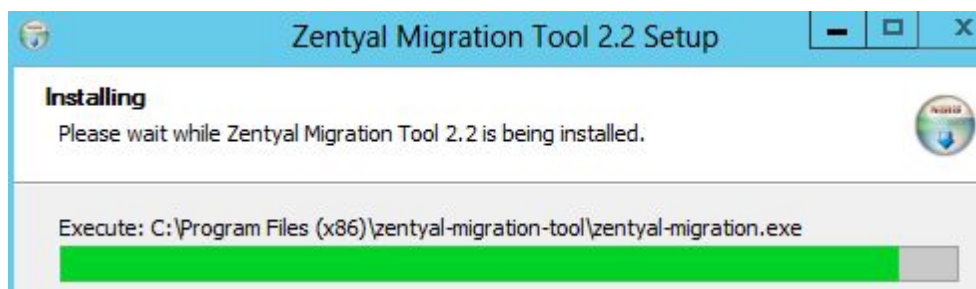 Zentyal Migration Tool 2.2 Setup
Installing
Please wait while Zentyal Migration Tool 2.2 is being installed.
Execute: C:\Program Files (x86)\zentyal-migration-tool\zentyal-migration.exe